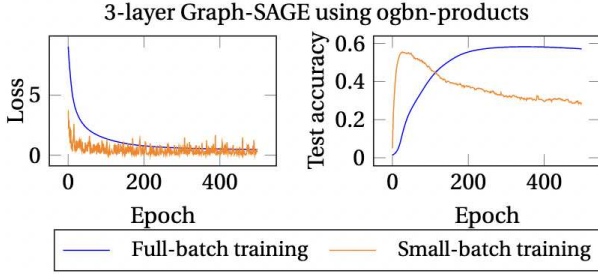 3-layer Graph-SAGE using ogbn-products
Loss
5
0
0 200 400
Epoch
Test accuracy
0.6
0.4
0.2
0
0 200 400
Epoch
Full-batch training
Small-batch training